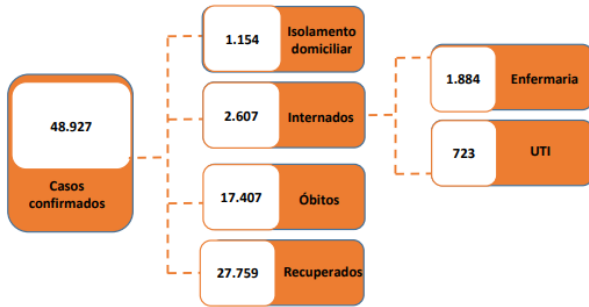 48.927
Casos
confirmados
1.154
Isolamento
domiciliar
2.607
Internados
17.407
Óbitos
27.759
Recuperados
1.884
Enfermaria
723
UTI